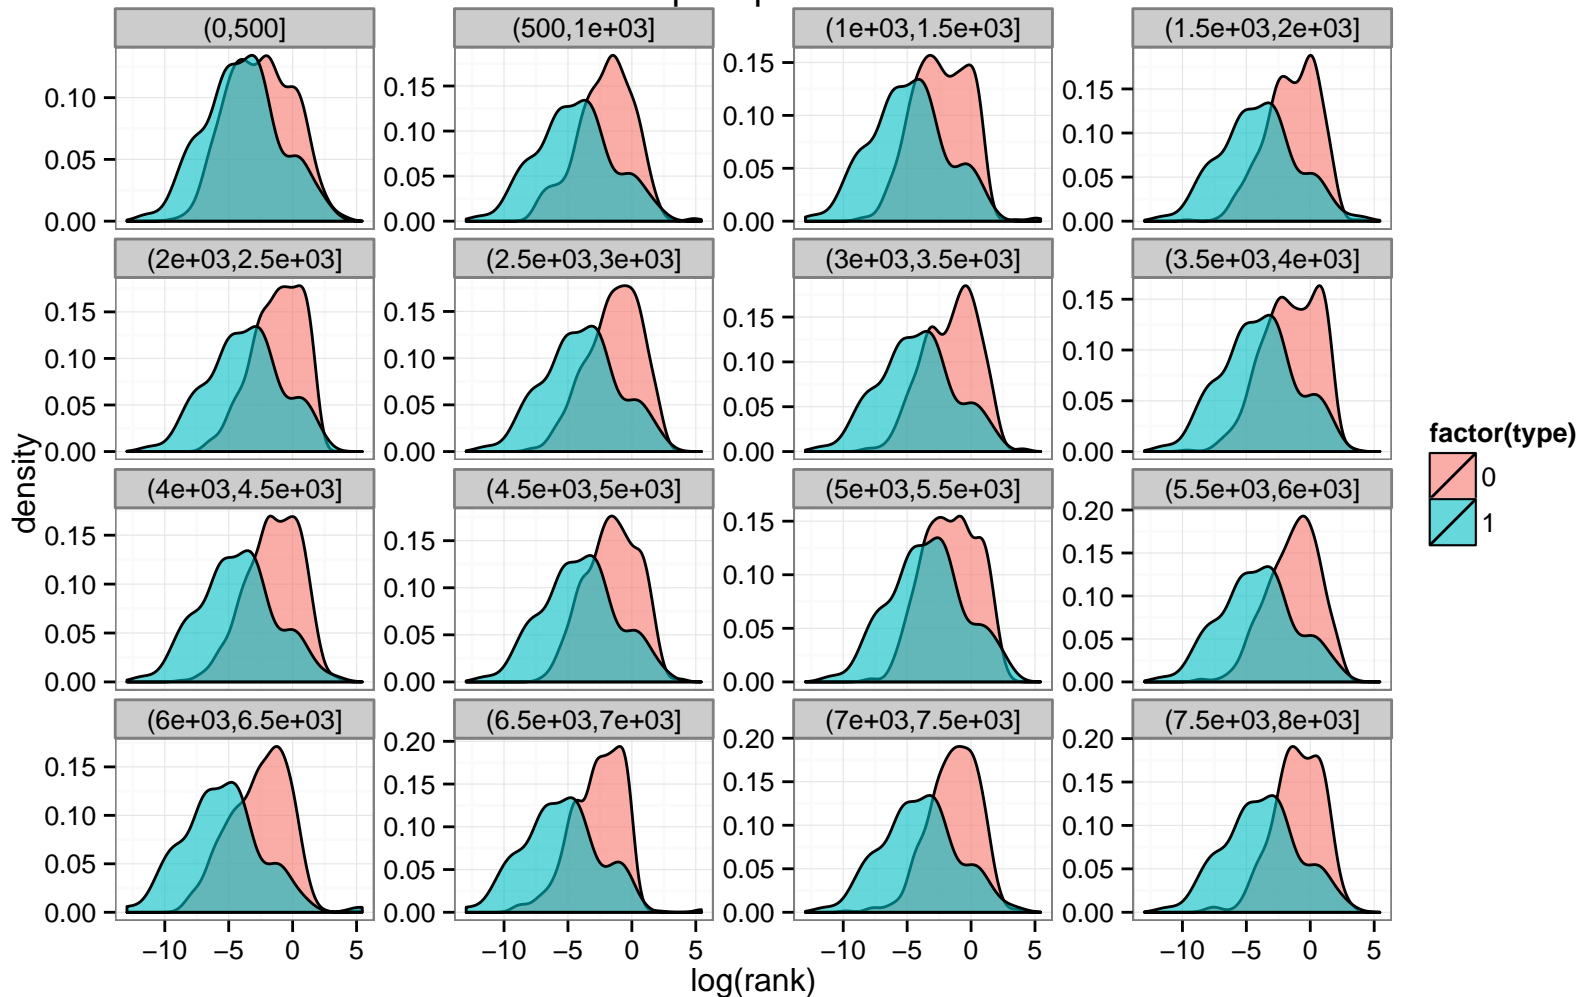 (0,500] (500,1e+03] (1e+03,1.5e+03] (1.5e+03,2e+03]
0.10 0.15 0.15 0.15
0.05 0.10 0.10 0.10
0.05 0.05 0.05
0.00 0.00 0.00 0.00
(2e+03,2.5e+03] (2.5e+03,3e+03] (3e+03,3.5e+03] (3.5e+03,4e+03]
0.15 0.15 0.15 0.15
0.10 0.10 0.10 0.10
0.05 0.05 0.05 0.05
0.00 0.00 0.00 0.00
density
factor(type)
0
1
(4e+03,4.5e+03] (4.5e+03,5e+03] (5e+03,5.5e+03] (5.5e+03,6e+03]
0.20
0.15 0.15 0.15 0.15
0.10 0.10 0.10 0.10
0.05 0.05 0.05 0.05
0.00 0.00 0.00 0.00
(6e+03,6.5e+03] (6.5e+03,7e+03] (7e+03,7.5e+03] (7.5e+03,8e+03]
0.20 0.20 0.20
0.15 0.15 0.15 0.15
0.10 0.10 0.10 0.10
0.05 0.05 0.05 0.05
0.00 0.00 0.00 0.00
−10 −5 0 5 −10 −5 0 5 −10 −5 0 5 −10 −5 0 5
log(rank)